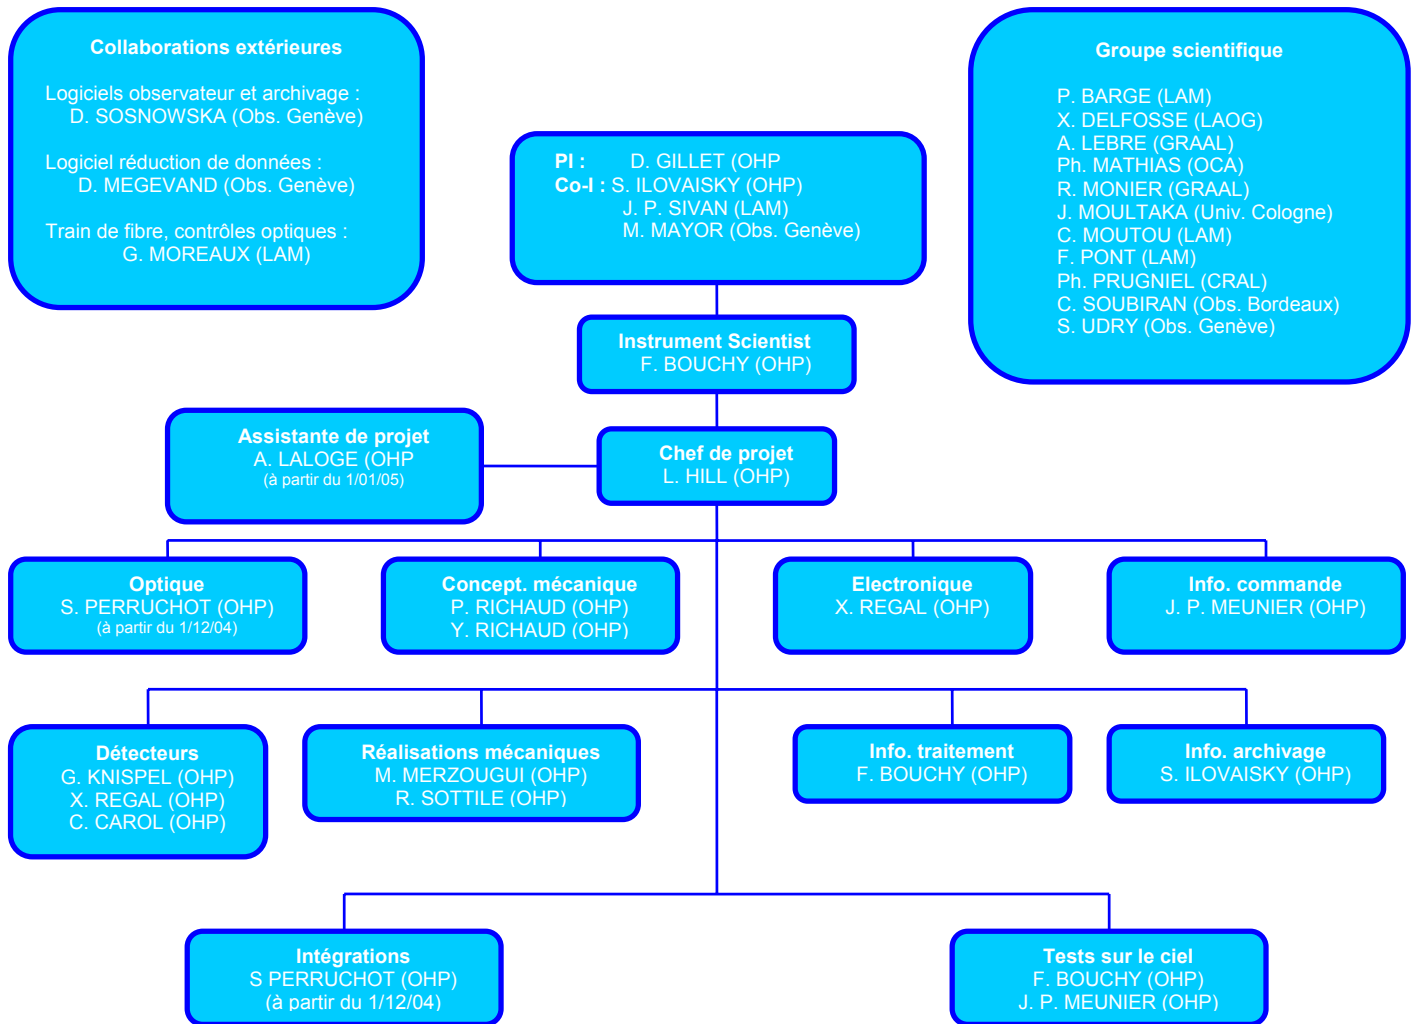 Collaborations extérieures
Logiciels observateur et archivage :
D. SOSNOWSKA (Obs. Genève)
Logiciel réduction de données :
D. MEGEVAND (Obs. Genève)
Train de fibre, contrôles optiques :
G. MOREAUX (LAM)
PI : D. GILLET (OHP
Co-I : S. ILOVAISKY (OHP)
J. P. SIVAN (LAM)
M. MAYOR (Obs. Genève)
Groupe scientifique
P. BARGE (LAM)
X. DELFOSSE (LAOG)
A. LEBRE (GRAAL)
Ph. MATHIAS (OCA)
R. MONIER (GRAAL)
J. MOULTAKA (Univ. Cologne)
C. MOUTOU (LAM)
F. PONT (LAM)
Ph. PRUGNIEL (CRAL)
C. SOUBIRAN (Obs. Bordeaux)
S. UDRY (Obs. Genève)
Instrument Scientist
F. BOUCHY (OHP)
Assistante de projet
A. LALOGE (OHP
(à partir du 1/01/05)
Chef de projet
L. HILL (OHP)
Optique
S. PERRUCHOT (OHP)
(à partir du 1/12/04)
Concept. mécanique
P. RICHAUD (OHP)
Y. RICHAUD (OHP)
Electronique
X. REGAL (OHP)
Info. commande
J. P. MEUNIER (OHP)
Détecteurs
G. KNISPEL (OHP)
X. REGAL (OHP)
C. CAROL (OHP)
Réalisations mécaniques
M. MERZOUGUI (OHP)
R. SOTTILE (OHP)
Info. traitement
F. BOUCHY (OHP)
Info. archivage
S. ILOVAISKY (OHP)
Intégrations
S PERRUCHOT (OHP)
(à partir du 1/12/04)
Tests sur le ciel
F. BOUCHY (OHP)
J. P. MEUNIER (OHP)